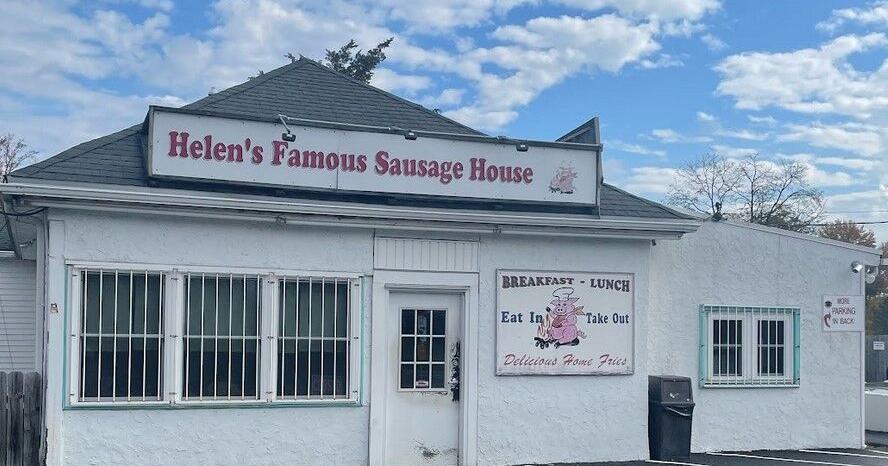 Helen's Famous Sausage House
BREAKFAST - LUNCH
Eat In Take Out
Delicious Home Fries
MORE
PARKING
IN BACK